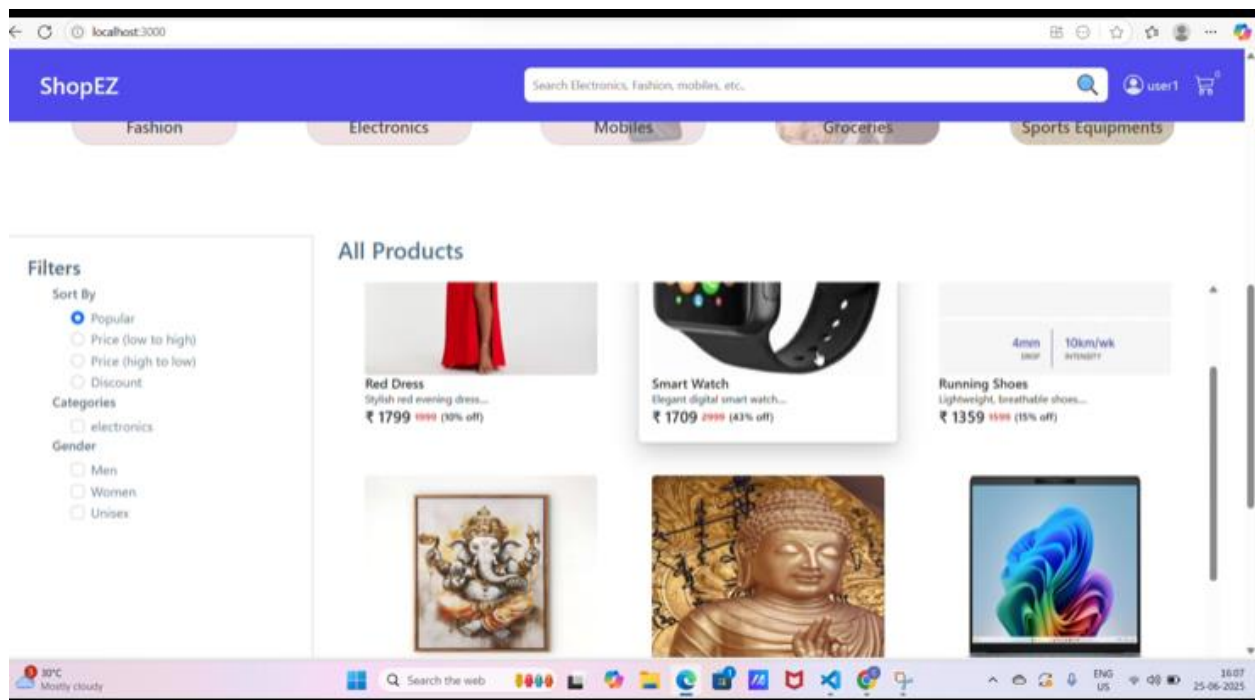 localhost:3000
ShopEZ
Search Electronics, Fashion, mobiles, etc.,
user1
0
Fashion
Electronics
Mobiles
Groceries
Sports Equipments
Filters
Sort By
Popular
Price (low to high)
Price (high to low)
Discount
Categories
electronics
Gender
Men
Women
Unisex
All Products
4mm
DROP
10km/wk
INTENSITY
Red Dress
Stylish red evening dress....
₹ 1799 1999 (10% off)
Smart Watch
Elegant digital smart watch....
₹ 1709 2999 (43% off)
Running Shoes
Lightweight, breathable shoes....
₹ 1359 1599 (15% off)
30°C
Mostly cloudy
Search the web
ENG
US
16:07
25-06-2025